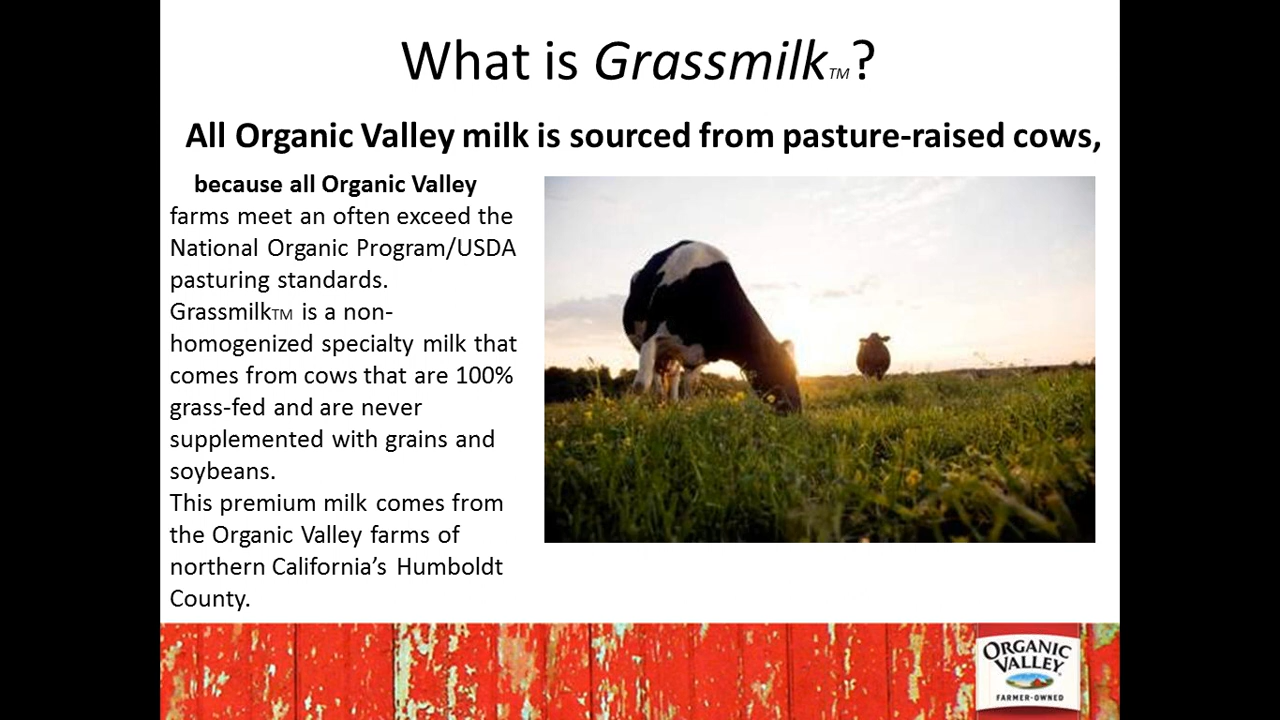 What is Grassmilk™?
All Organic Valley milk is sourced from pasture-raised cows,
because all Organic Valley
farms meet an often exceed the
National Organic Program/USDA
pasturing standards.
Grassmilk™ is a non-
homogenized specialty milk that
comes from cows that are 100%
grass-fed and are never
supplemented with grains and
soybeans.
This premium milk comes from
the Organic Valley farms of
northern California’s Humboldt
County.
ORGANIC
VALLEY
FARMER-OWNED